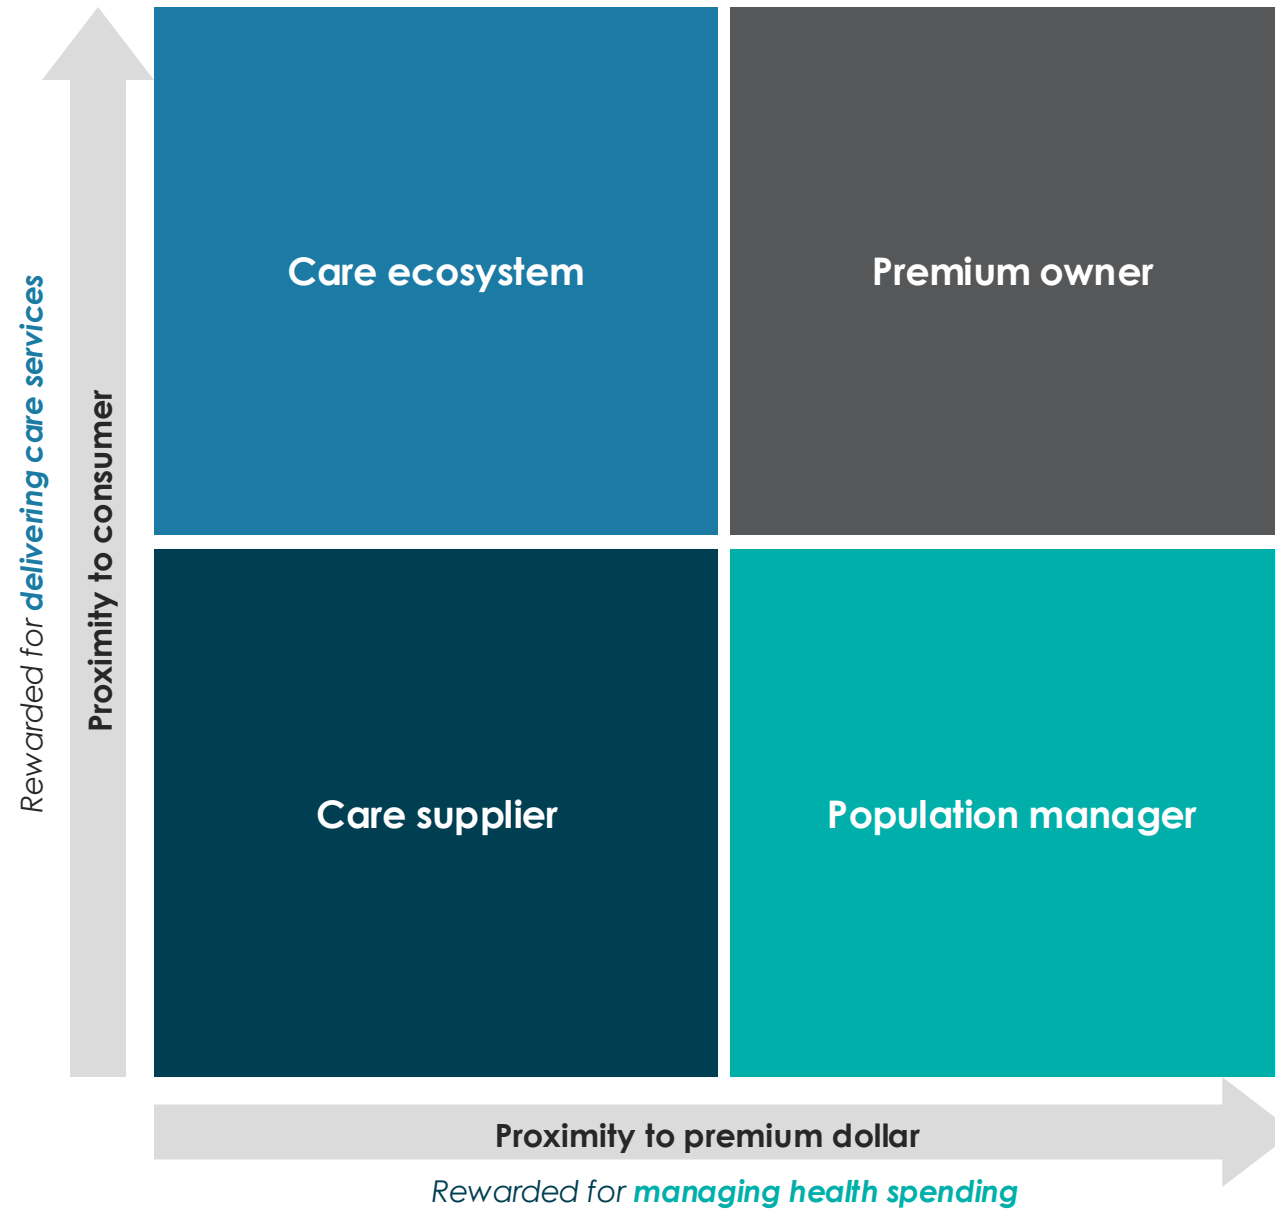 Rewarded for delivering care services
Proximity to consumer
Care ecosystem
Premium owner
Care supplier
Population manager
Proximity to premium dollar
Rewarded for managing health spending